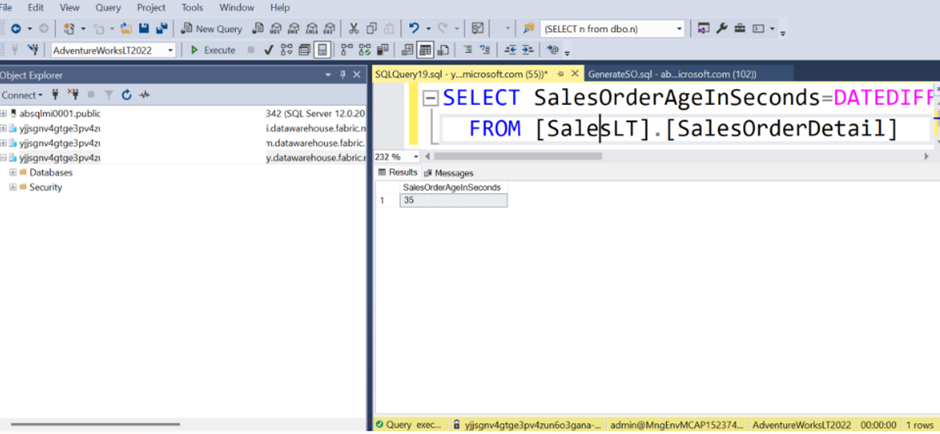 File Edit View Query Project Tools Window Help
New Query (SELECT n from dbo.n)
AdventureWorksLT2022 Execute
Object Explorer
Connect
absqlmi0001.public 342 (SQL Server 12.0.20
yjjsgnv4gtge3pv4zu i.datawarehouse.fabric.n
yjjsgnv4gtge3pv4zu m.datawarehouse.fabric.
yjjsgnv4gtge3pv4zu y.datawarehouse.fabric.
Databases
Security
SQLQuery19.sql - y...microsoft.com (55))* GenerateSO.sql - ab...icrosoft.com (102))
SELECT SalesOrderAgeInSeconds=DATEDIFF
FROM [SalesLT].[SalesOrderDetail]
232 %
Results Messages
SalesOrderAgeInSeconds
1 35
Query exec... yjjsgnv4gtge3pv4zun6o3gana-... admin@MngEnvMCAP152374... AdventureWorksLT2022 00:00:00 1 rows